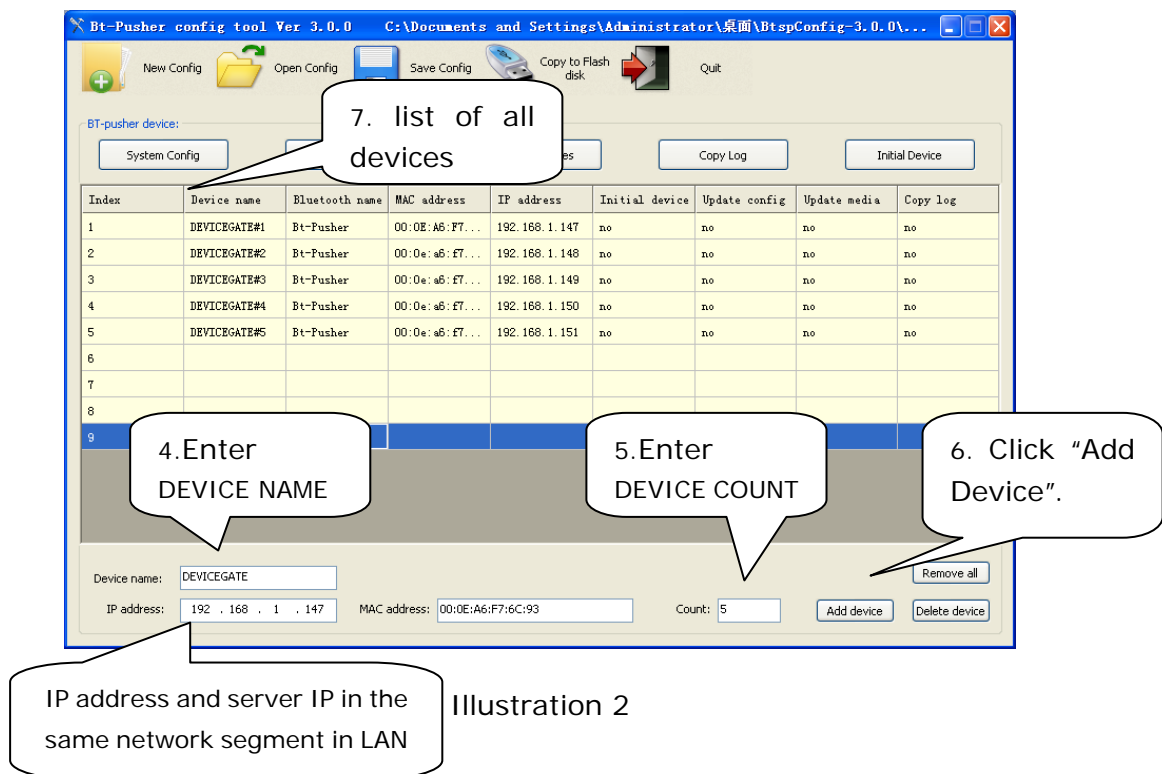 Bt-Pusher config tool Ver 3.0.0 C:\Documents and Settings\Administrator\桌面\BtspConfig-3.0.0\...
New Config Open Config Save Config Copy to Flash disk Quit
BT-pusher device:
System Config es Copy Log Initial Device
7. list of all
devices
Index Device name Bluetooth name MAC address IP address Initial device Update config Update media Copy log
1 DEVICEGATE#1 Bt-Pusher 00:0E:A6:F7... 192.168.1.147 no no no no
2 DEVICEGATE#2 Bt-Pusher 00:0e:a6:f7... 192.168.1.148 no no no no
3 DEVICEGATE#3 Bt-Pusher 00:0e:a6:f7... 192.168.1.149 no no no no
4 DEVICEGATE#4 Bt-Pusher 00:0e:a6:f7... 192.168.1.150 no no no no
5 DEVICEGATE#5 Bt-Pusher 00:0e:a6:f7... 192.168.1.151 no no no no
6
7
8
9
4.Enter
DEVICE NAME
5.Enter
DEVICE COUNT
6. Click “Add
Device”.
Device name: DEVICEGATE Remove all
IP address: 192 . 168 . 1 . 147 MAC address: 00:0E:A6:F7:6C:93 Count: 5 Add device Delete device
IP address and server IP in the
same network segment in LAN
Illustration 2